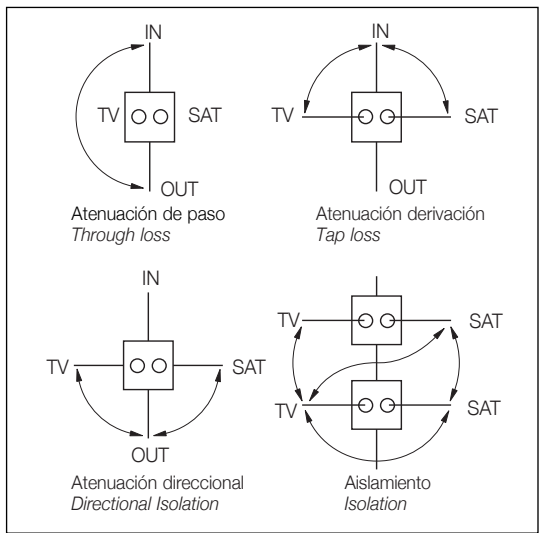 IN
IN
TV
SAT
TV
SAT
OUT
OUT
Atenuación de paso
Through loss
Atenuación derivación
Tap loss
IN
TV
SAT
TV
SAT
TV
SAT
OUT
Atenuación direccional
Directional Isolation
Aislamiento
Isolation